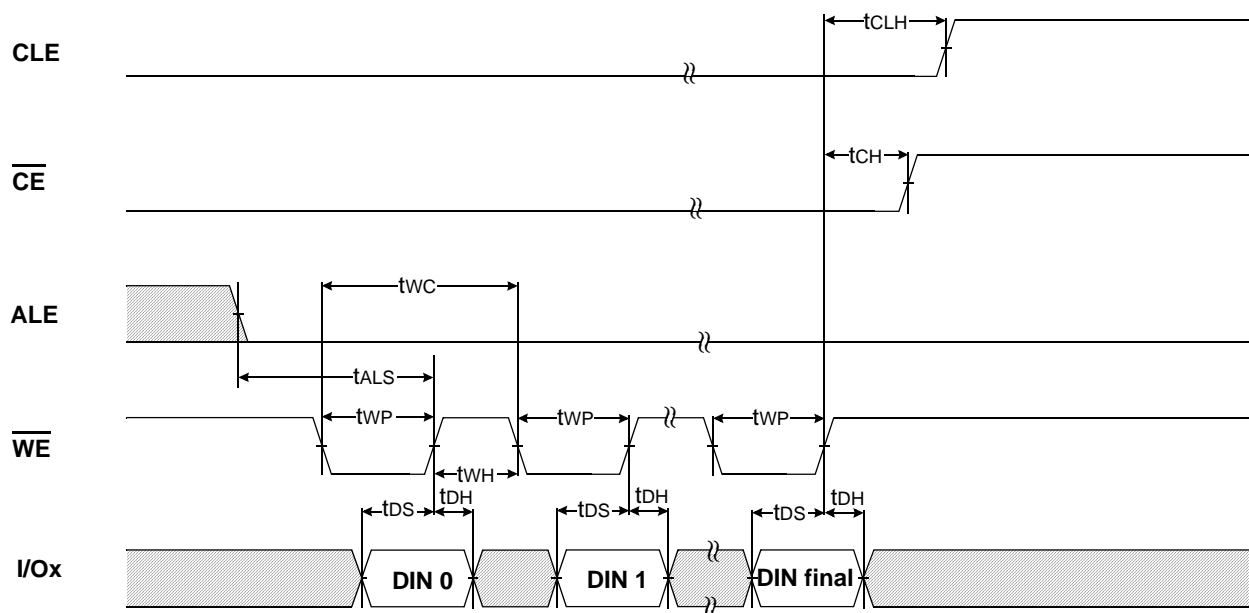 CLE
tCLH
CE
tCH
ALE
tWC
tALS
WE
tWP
tWP
tWP
tWH
tDS
tDH
tDS
tDH
tDS
tDH
I/Ox
DIN 0
DIN 1
DIN final